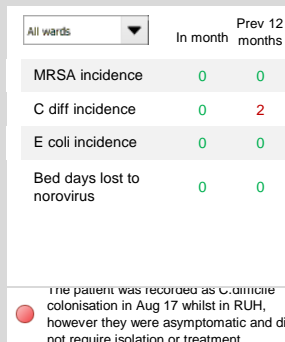 All wards
In month
Prev 12 months
MRSA incidence 0 0
C diff incidence 0 2
E coli incidence 0 0
Bed days lost to
norovirus 0 0
The patient was recorded as C.difficile
colonisation in Aug 17 whilst in RUH,
however they were asymptomatic and di
not require isolation or treatment